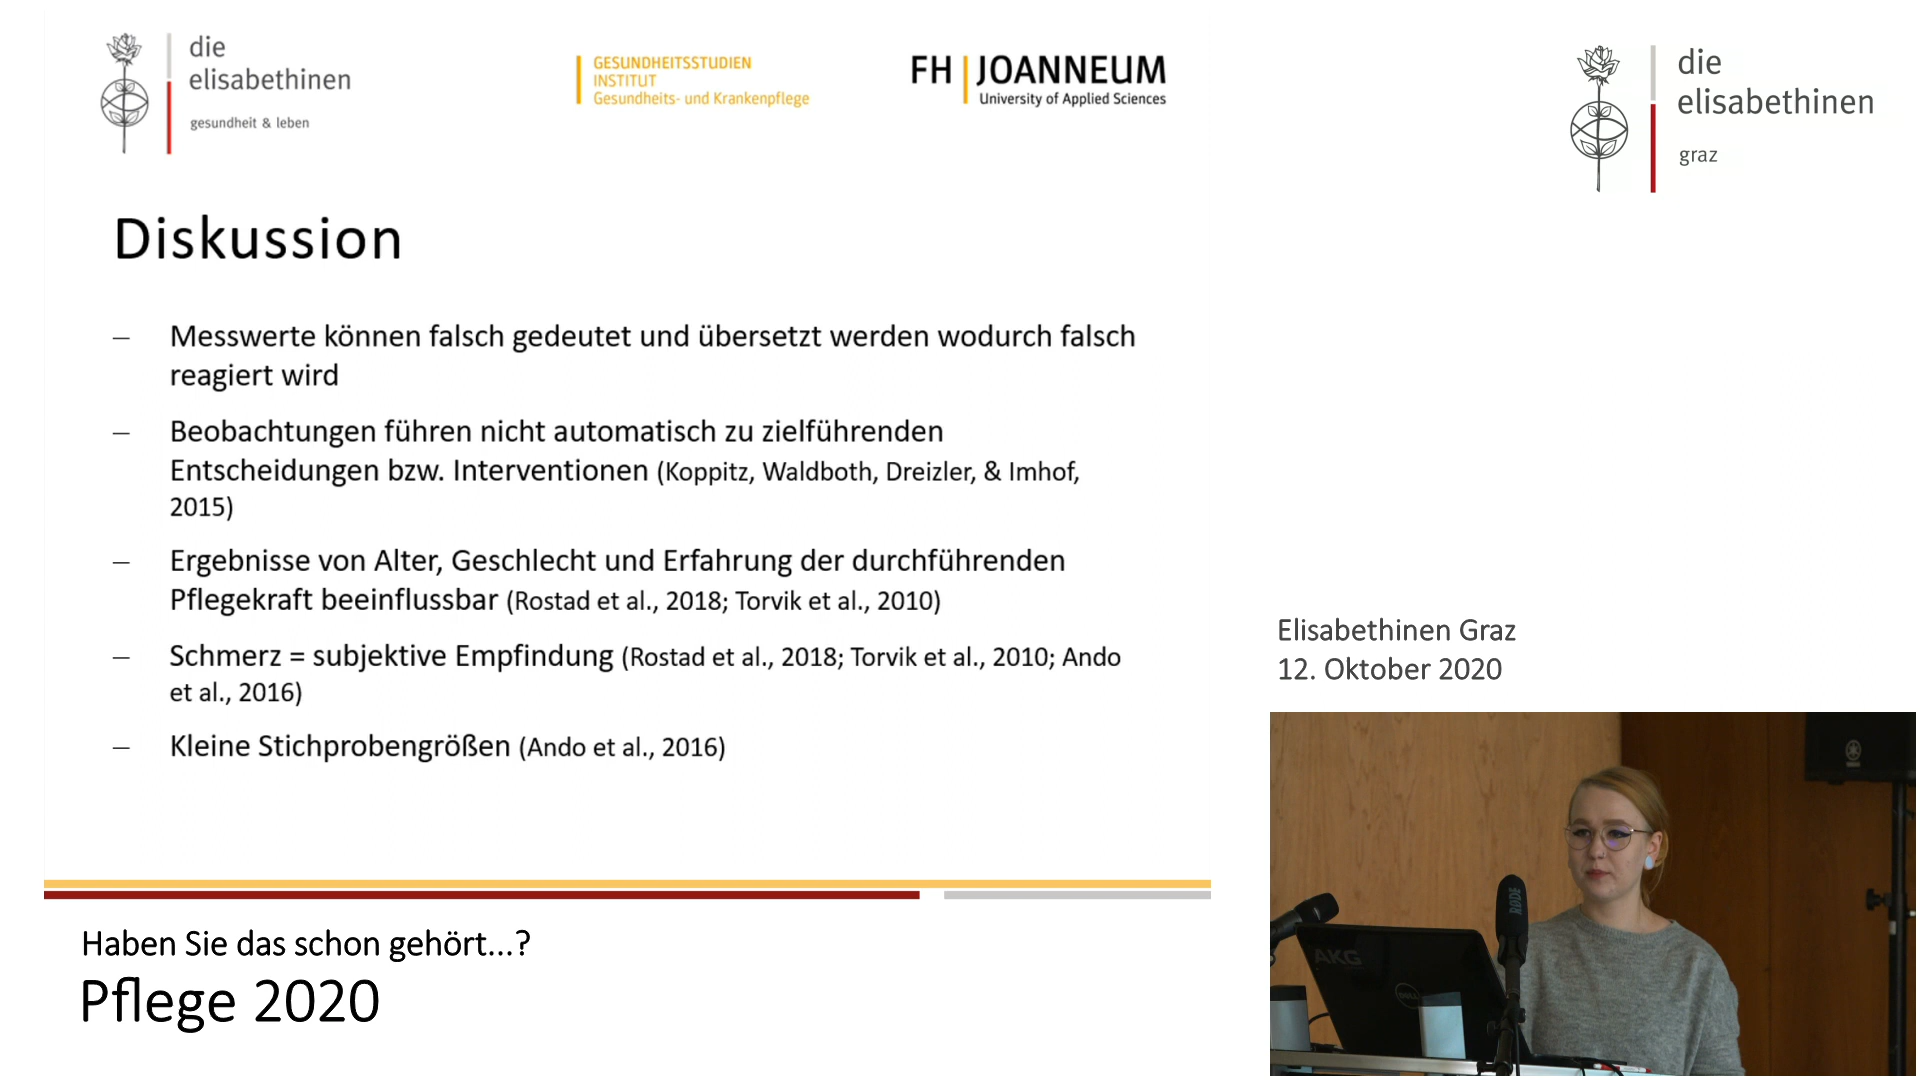 die
elisabethinen
gesundheit & leben
GESUNDHEITSSTUDIEN
INSTITUT
Gesundheits- und Krankenpflege
FH JOANNEUM
University of Applied Sciences
die
elisabethinen
graz
Diskussion
– Messwerte können falsch gedeutet und übersetzt werden wodurch falsch
reagiert wird
– Beobachtungen führen nicht automatisch zu zielführenden
Entscheidungen bzw. Interventionen (Koppitz, Waldboth, Dreizler, & Imhof,
2015)
– Ergebnisse von Alter, Geschlecht und Erfahrung der durchführenden
Pflegekraft beeinflussbar (Rostad et al., 2018; Torvik et al., 2010)
– Schmerz = subjektive Empfindung (Rostad et al., 2018; Torvik et al., 2010; Ando
et al., 2016)
– Kleine Stichprobengrößen (Ando et al., 2016)
Elisabethinen Graz
12. Oktober 2020
AKG
RØDE
DELL
Haben Sie das schon gehört...?
Pflege 2020